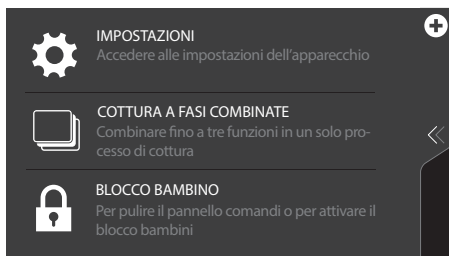 IMPOSTAZIONI
Accedere alle impostazioni dell'apparecchio
COTTURA A FASI COMBINATE
Combinare fino a tre funzioni in un solo pro-
cesso di cottura
BLOCCO BAMBINO
Per pulire il pannello comandi o per attivare il
blocco bambini